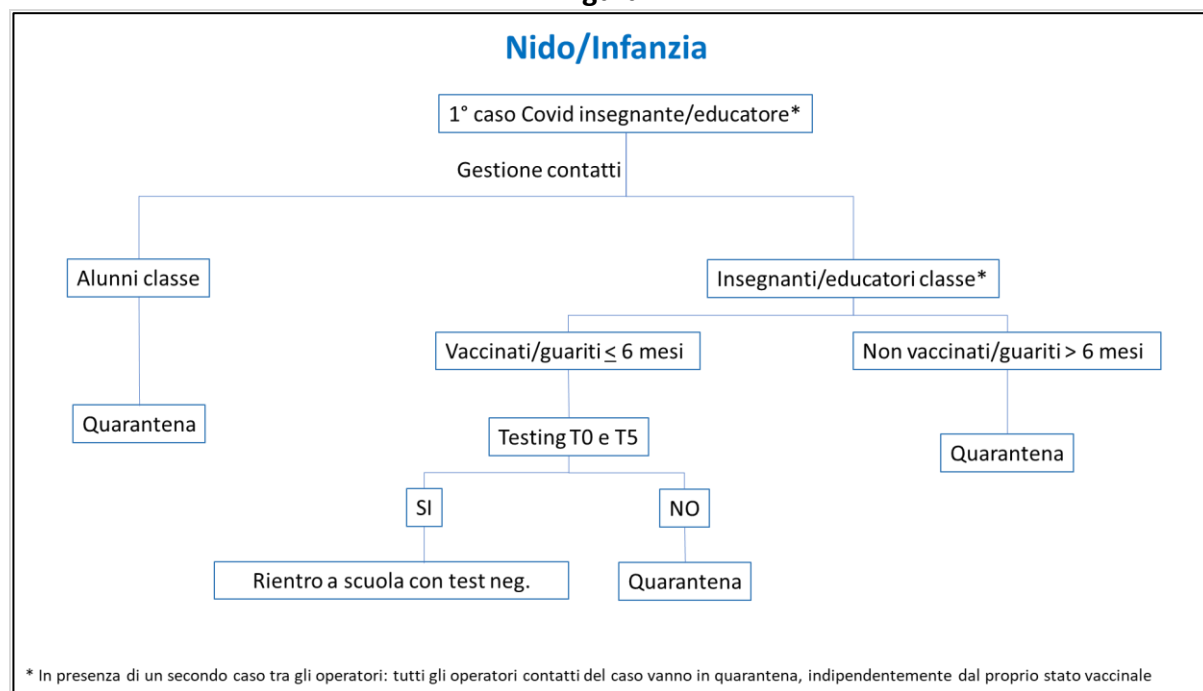 Nido/Infanzia
1° caso Covid insegnante/educatore*
Gestione contatti
Alunni classe
Insegnanti/educatori classe*
Vaccinati/guariti ≤ 6 mesi
Non vaccinati/guariti > 6 mesi
Quarantena
Testing T0 e T5
Quarantena
SI
NO
Rientro a scuola con test neg.
Quarantena
* In presenza di un secondo caso tra gli operatori: tutti gli operatori contatti del caso vanno in quarantena, indipendentemente dal proprio stato vaccinale